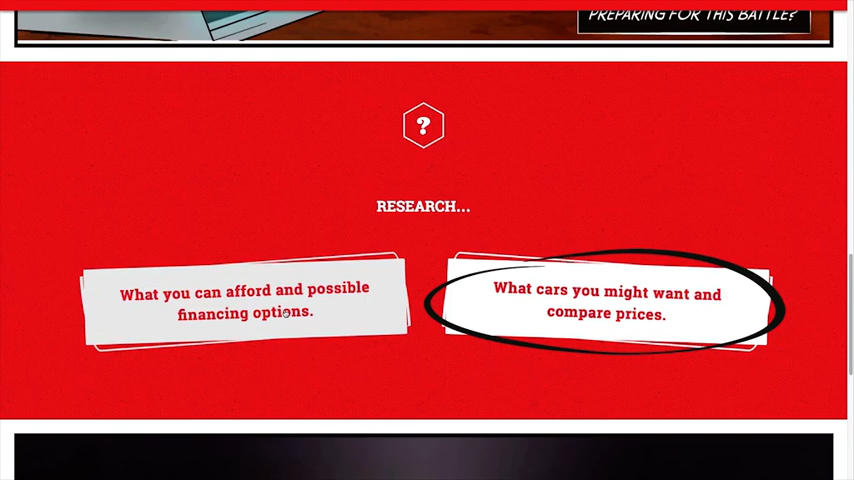 PREPARING FOR THIS BATTLE?
?
RESEARCH...
What you can afford and possible
financing options.
What cars you might want and
compare prices.